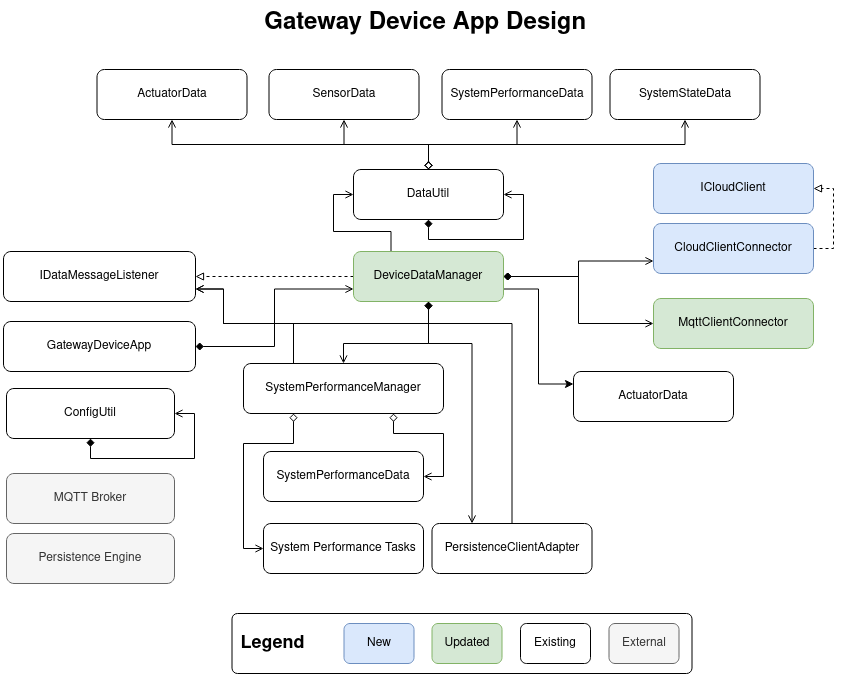 Gateway Device App Design
ActuatorData
SensorData
SystemPerformanceData
SystemStateData
DataUtil
ICloudClient
CloudClientConnector
IDataMessageListener
DeviceDataManager
MqttClientConnector
GatewayDeviceApp
SystemPerformanceManager
ActuatorData
ConfigUtil
SystemPerformanceData
MQTT Broker
System Performance Tasks
PersistenceClientAdapter
Persistence Engine
Legend
New
Updated
Existing
External